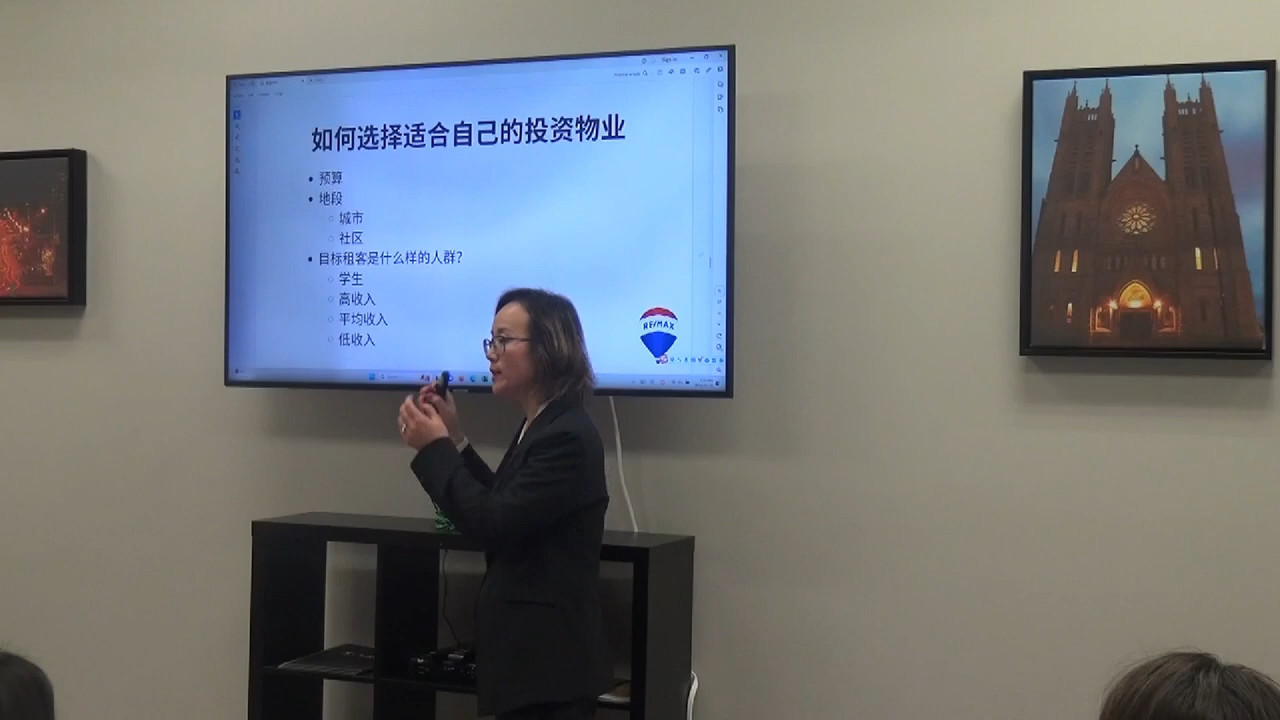 Sign in
如何选择适合自己的投资物业
• 预算
• 地段
○ 城市
○ 社区
• 目标租客是什么样的人群?
○ 学生
○ 高收入
○ 平均收入
○ 低收入
RE/MAX